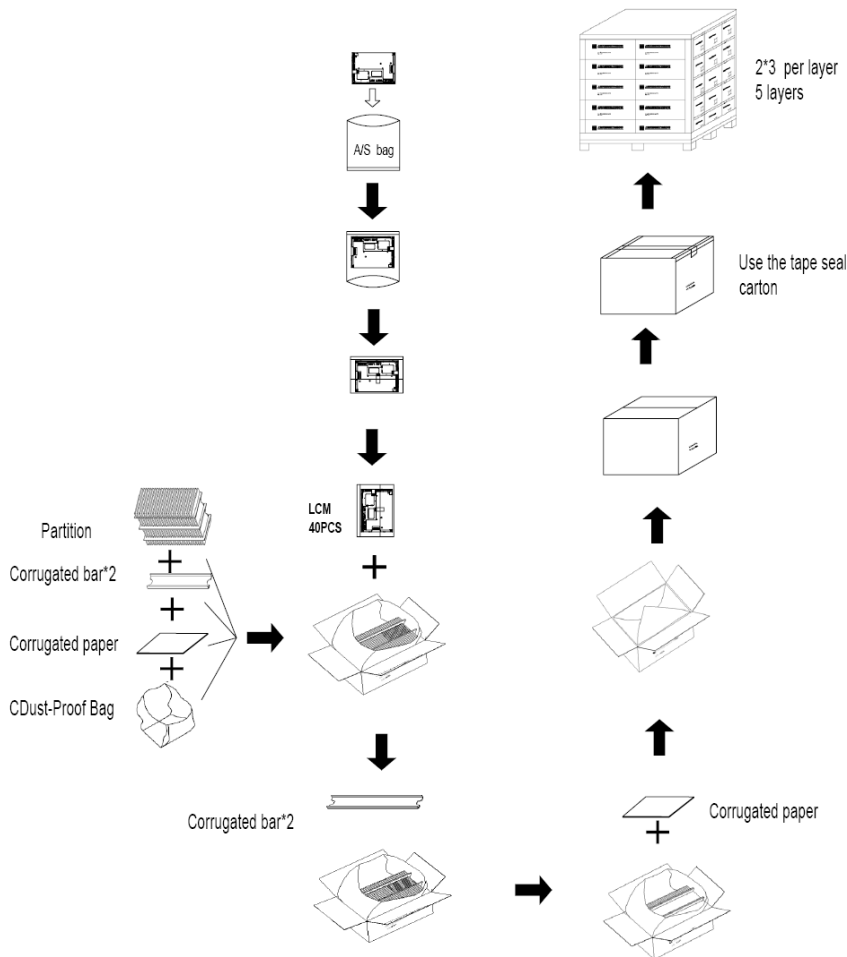 A/S bag
LCM
40PCS
Partition
Corrugated bar*2
Corrugated paper
CDust-Proof Bag
Corrugated bar*2
Corrugated paper
Use the tape seal
carton
2*3 per layer
5 layers